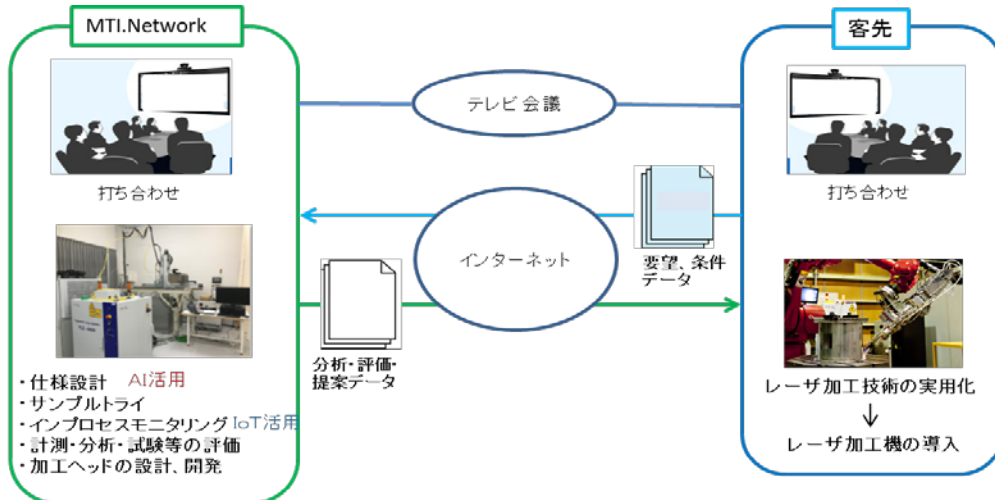 MTI.Network
打ち合わせ
・仕様設計 AI活用
・サンプルトライ
・インプロセスモニタリング IoT活用
・計測・分析・試験等の評価
・加工ヘッドの設計、開発
テレビ会議
インターネット
要望、条件
データ
分析・評価・
提案データ
客先
打ち合わせ
レーザ加工技術の実用化
↓
レーザ加工機の導入